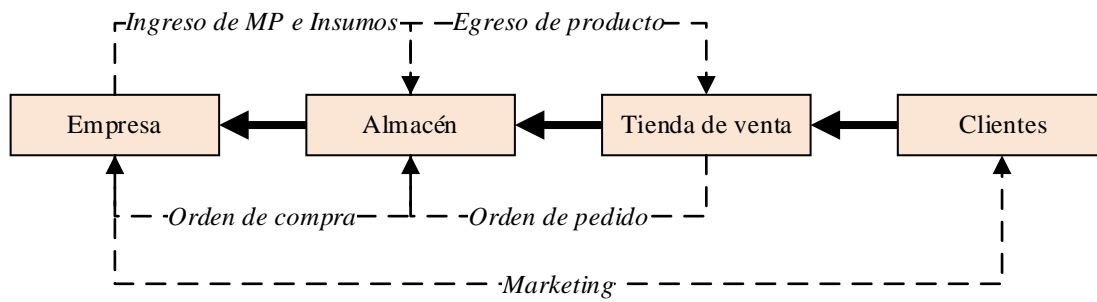 Ingreso de MP e Insumos
Egreso de producto
Empresa
Almacén
Tienda de venta
Clientes
Orden de compra
Orden de pedido
Marketing